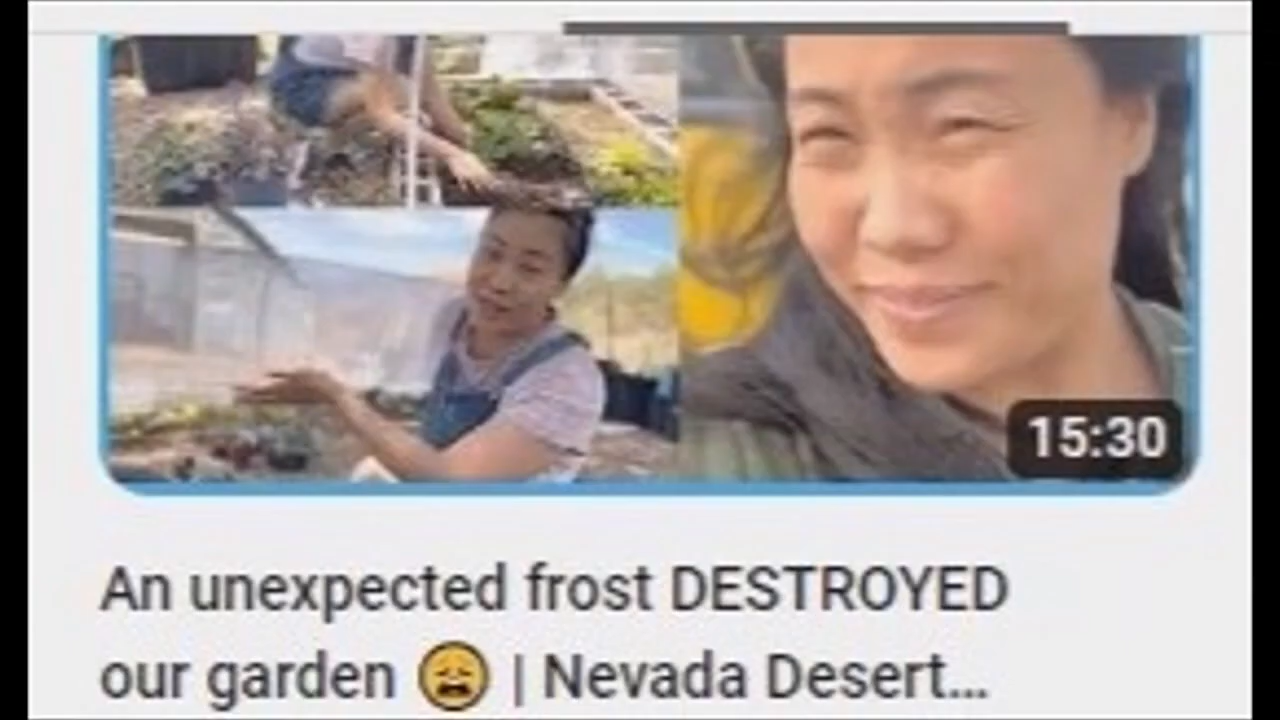 15:30
An unexpected frost DESTROYED
our garden 😩 | Nevada Desert...